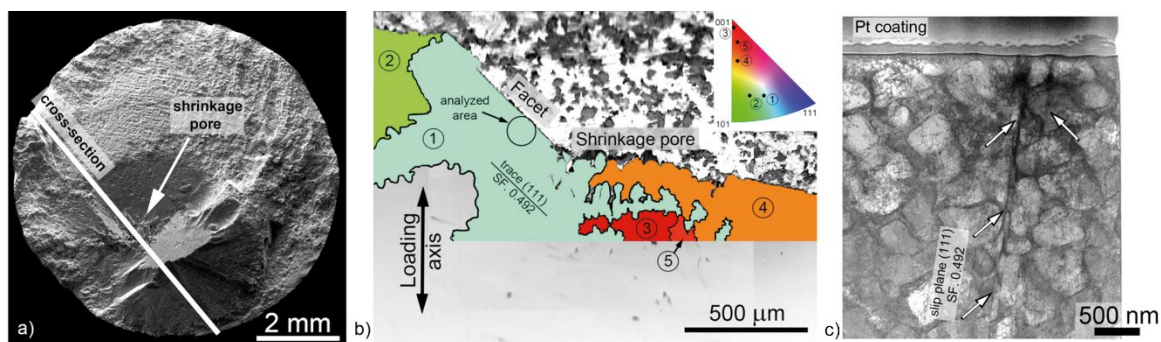 cross-section
shrinkage
pore
a)
2 mm
②
①
analyzed
area
Facet
Shrinkage pore
trace (111)
SF. 0.492
③
④
⑤
Loading
axis
b)
500 µm
001
③
⑤
④
②
①
101
111
Pt coating
slip plane (111)
SF. 0.492
c)
500 nm